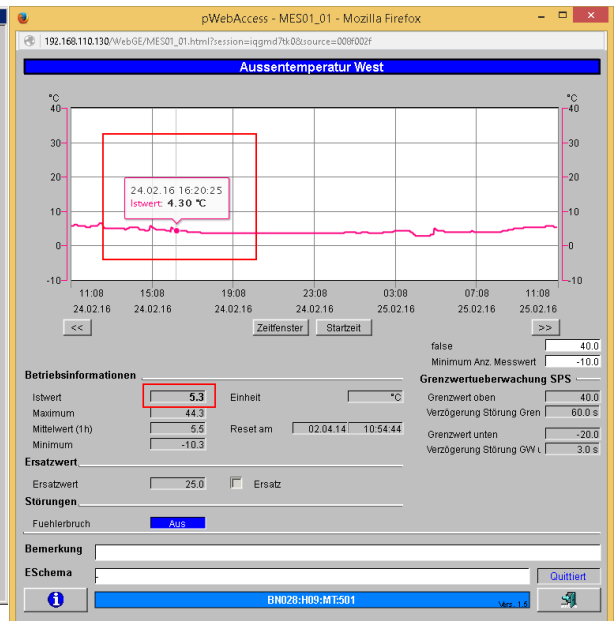 pWebAccess - MES01_01 - Mozilla Firefox
192.168.110.130/WebGE/MES01_01.html?session=iqgmd7tk0&source=008f002f
Aussentemperatur West
°C °C
40 40
30 30
20 20
10 10
0 0
-10 -10
24.02.16 16:20:25
Istwert: 4.30 °C
11:08 15:08 19:08 23:08 03:08 07:08 11:08
24.02.16 24.02.16 24.02.16 24.02.16 25.02.16 25.02.16 25.02.16
<< Zeitfenster Startzeit >>
false 40.0
Minimum Anz. Messwert -10.0
Betriebsinformationen Grenzwertueberwachung SPS
Istwert 5.3 Einheit °C Grenzwert oben 40.0
Maximum 44.3 Verzögerung Störung Gren 60.0 s
Mittelwert (1h) 5.5 Reset am 02.04.14 10:54:44 Grenzwert unten -20.0
Minimum -10.3 Verzögerung Störung GW u 3.0 s
Ersatzwert
Ersatzwert 25.0 Ersatz
Störungen
Fuehlerbruch Aus
Bemerkung
ESchema -
Quittiert
BN028:H09:MT:501 Vers. 1.6